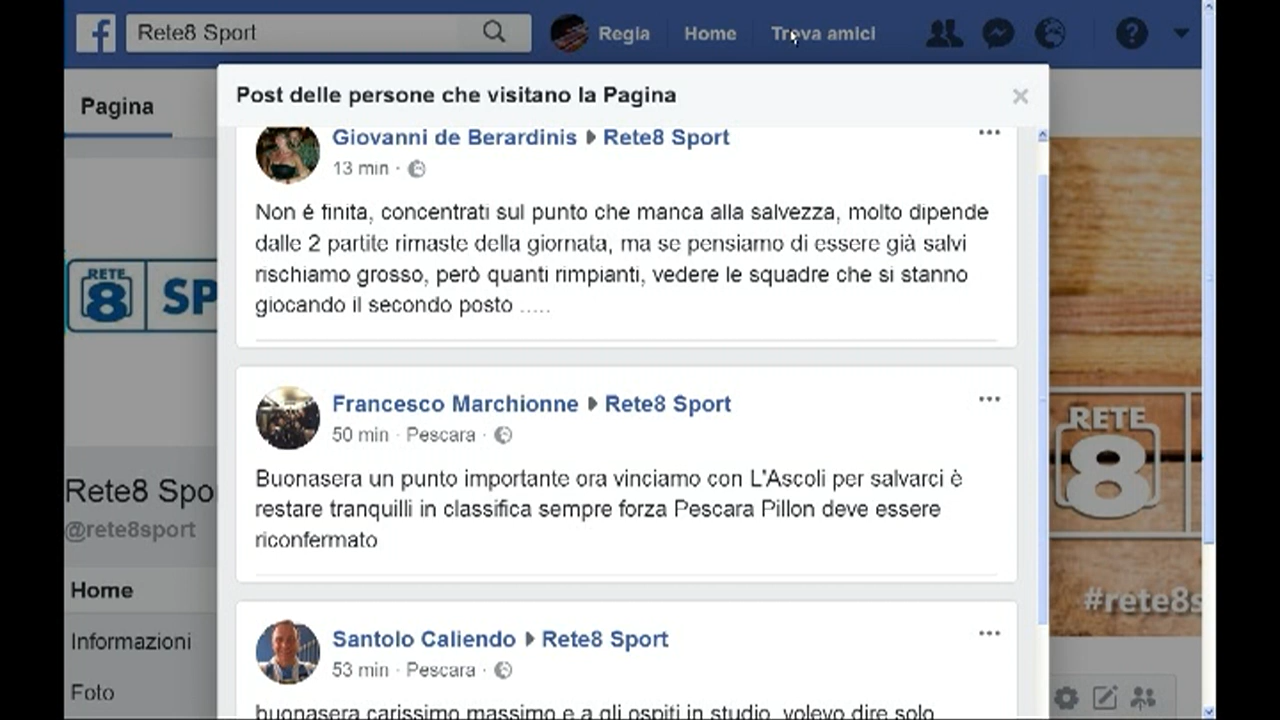 Rete8 Sport
Regia
Home
Treva amici
Pagina
Post delle persone che visitano la Pagina
Giovanni de Berardinis Rete8 Sport
13 min ·
Non é finita, concentrati sul punto che manca alla salvezza, molto dipende
dalle 2 partite rimaste della giornata, ma se pensiamo di essere già salvi
rischiamo grosso, però quanti rimpianti, vedere le squadre che si stanno
giocando il secondo posto .....
Francesco Marchionne Rete8 Sport
50 min · Pescara ·
Buonasera un punto importante ora vinciamo con L'Ascoli per salvarci è
restare tranquilli in classifica sempre forza Pescara Pillon deve essere
riconfermato
Santolo Caliendo Rete8 Sport
53 min · Pescara ·
buonasera carissimo massimo e a gli ospiti in studio, volevo dire solo
RETE
8
SP
Rete8 Spo
@rete8sport
Home
Informazioni
Foto
RETE
8
#rete8s